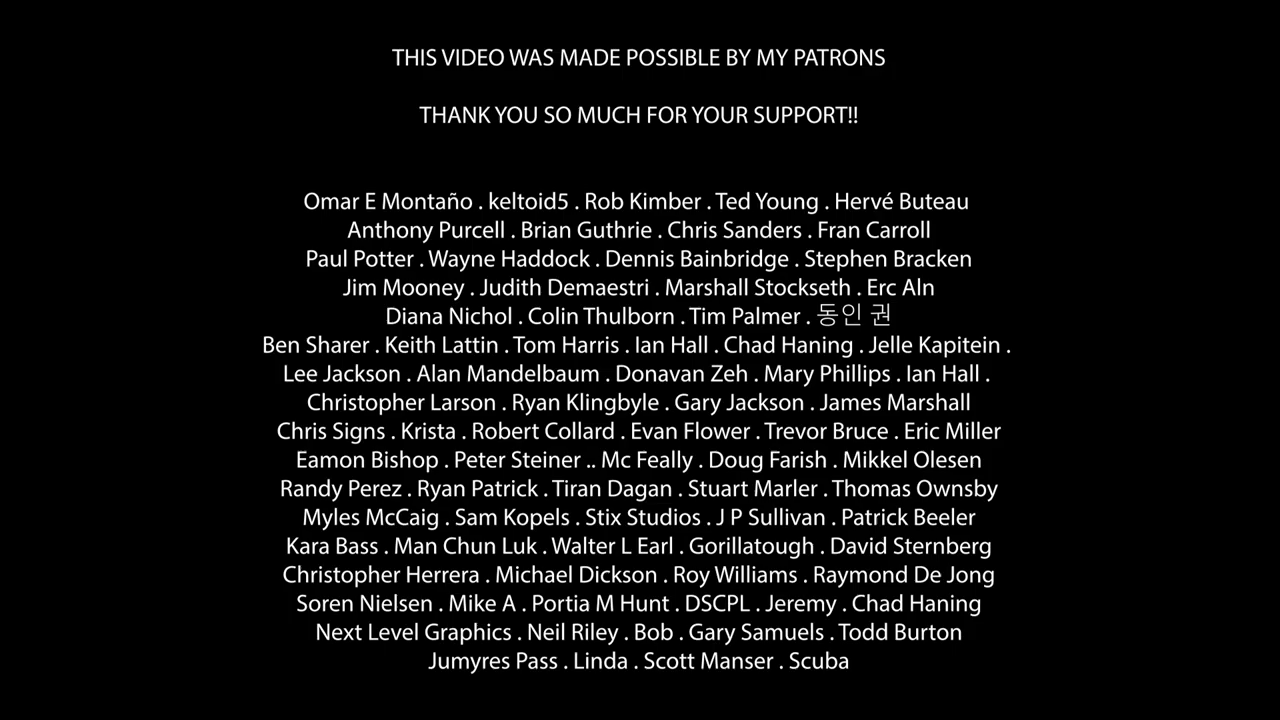 THIS VIDEO WAS MADE POSSIBLE BY MY PATRONS
THANK YOU SO MUCH FOR YOUR SUPPORT!!
Omar E Montaño . keltoid5 . Rob Kimber . Ted Young . Hervé Buteau
Anthony Purcell . Brian Guthrie . Chris Sanders . Fran Carroll
Paul Potter . Wayne Haddock . Dennis Bainbridge . Stephen Bracken
Jim Mooney . Judith Demaestri . Marshall Stockseth . Erc Aln
Diana Nichol . Colin Thulborn . Tim Palmer . 동인 권
Ben Sharer . Keith Lattin . Tom Harris . Ian Hall . Chad Haning . Jelle Kapitein .
Lee Jackson . Alan Mandelbaum . Donavan Zeh . Mary Phillips . Ian Hall .
Christopher Larson . Ryan Klingbyle . Gary Jackson . James Marshall
Chris Signs . Krista . Robert Collard . Evan Flower . Trevor Bruce . Eric Miller
Eamon Bishop . Peter Steiner .. Mc Feally . Doug Farish . Mikkel Olesen
Randy Perez . Ryan Patrick . Tiran Dagan . Stuart Marler . Thomas Ownsby
Myles McCaig . Sam Kopels . Stix Studios . J P Sullivan . Patrick Beeler
Kara Bass . Man Chun Luk . Walter L Earl . Gorillatough . David Sternberg
Christopher Herrera . Michael Dickson . Roy Williams . Raymond De Jong
Soren Nielsen . Mike A . Portia M Hunt . DSCPL . Jeremy . Chad Haning
Next Level Graphics . Neil Riley . Bob . Gary Samuels . Todd Burton
Jumyres Pass . Linda . Scott Manser . Scuba